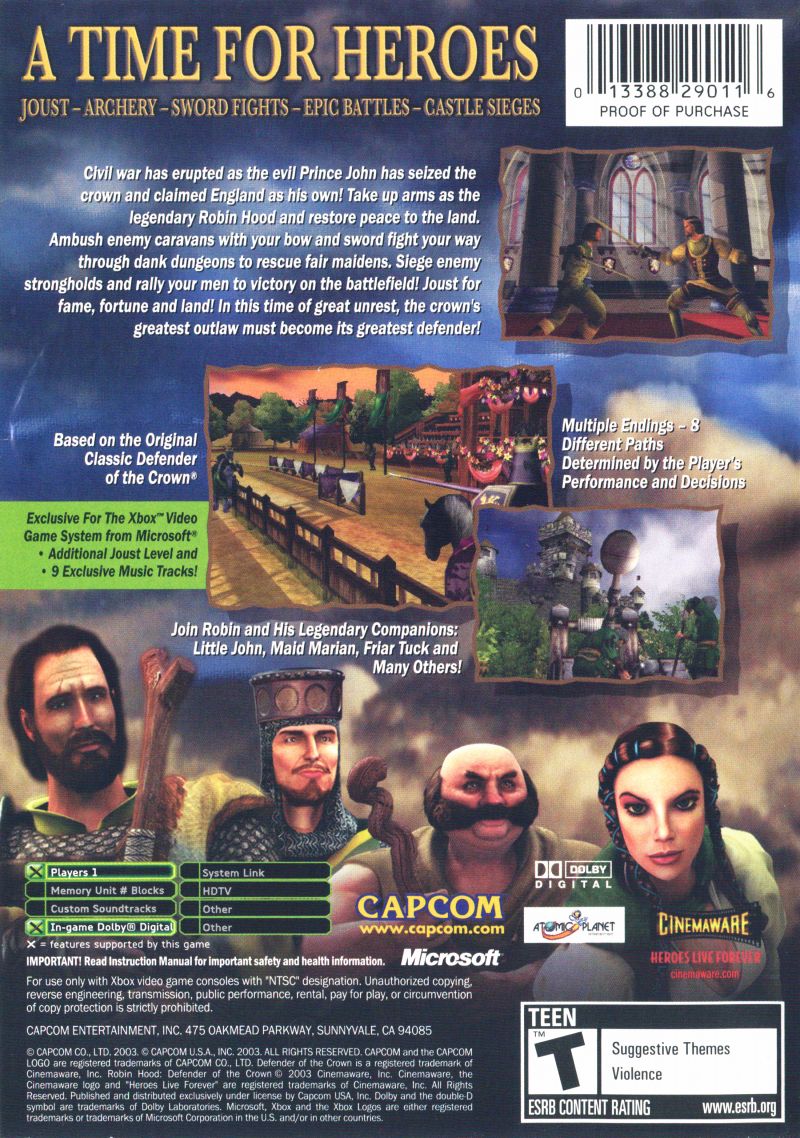 A TIME FOR HEROES
JOUST – ARCHERY – SWORD FIGHTS – EPIC BATTLES – CASTLE SIEGES
0 13388 29011 6
PROOF OF PURCHASE
Civil war has erupted as the evil Prince John has seized the
crown and claimed England as his own! Take up arms as the
legendary Robin Hood and restore peace to the land.
Ambush enemy caravans with your bow and sword fight your way
through dank dungeons to rescue fair maidens. Siege enemy
strongholds and rally your men to victory on the battlefield! Joust for
fame, fortune and land! In this time of great unrest, the crown's
greatest outlaw must become its greatest defender!
Based on the Original
Classic Defender
of the Crown®
Multiple Endings ~ 8
Different Paths
Determined by the Player's
Performance and Decisions
Exclusive For The Xbox™ Video
Game System from Microsoft®
• Additional Joust Level and
• 9 Exclusive Music Tracks!
Join Robin and His Legendary Companions:
Little John, Maid Marian, Friar Tuck and
Many Others!
Players 1
System Link
Memory Unit # Blocks
HDTV
Custom Soundtracks
Other
In-game Dolby® Digital
Other
X = features supported by this game
CAPCOM
www.capcom.com
DOLBY
DIGITAL
ATOMIC PLANET
CINEMAWARE
HEROES LIVE FOREVER
cinemaware.com
IMPORTANT! Read Instruction Manual for important safety and health information.
Microsoft
For use only with Xbox video game consoles with "NTSC" designation. Unauthorized copying,
reverse engineering, transmission, public performance, rental, pay for play, or circumvention
of copy protection is strictly prohibited.
CAPCOM ENTERTAINMENT, INC. 475 OAKMEAD PARKWAY, SUNNYVALE, CA 94085
© CAPCOM CO., LTD. 2003. © CAPCOM U.S.A., INC. 2003. ALL RIGHTS RESERVED. CAPCOM and the CAPCOM
LOGO are registered trademarks of CAPCOM CO., LTD. Defender of the Crown is a registered trademark of
Cinemaware, Inc. Robin Hood: Defender of the Crown © 2003 Cinemaware, Inc. Cinemaware, the
Cinemaware logo and "Heroes Live Forever" are registered trademarks of Cinemaware, Inc. All Rights
Reserved. Published and distributed exclusively under license by Capcom USA, Inc. Dolby and the double-D
symbol are trademarks of Dolby Laboratories. Microsoft, Xbox and the Xbox Logos are either registered
trademarks or trademarks of Microsoft Corporation in the U.S. and/or in other countries.
TEEN
T™
Suggestive Themes
Violence
ESRB CONTENT RATING
www.esrb.org